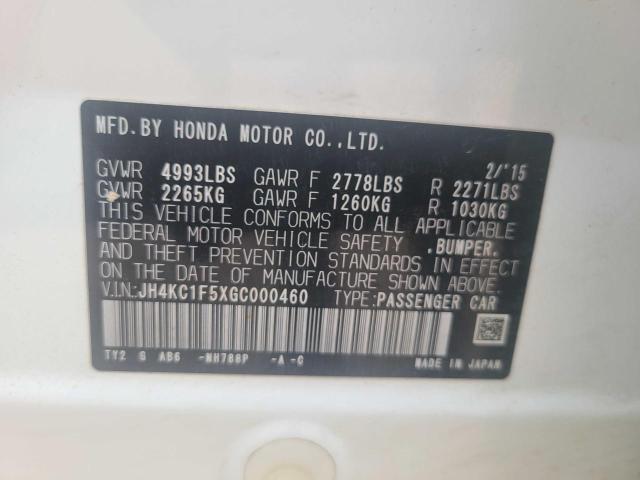 MFD. BY HONDA MOTOR CO., LTD.
2/'15
GVWR 4993LBS GAWR F 2778LBS R 2271LBS
GVWR 2265KG GAWR F 1260KG R 1030KG
THIS VEHICLE CONFORMS TO ALL APPLICABLE
FEDERAL MOTOR VEHICLE SAFETY ,BUMPER,
AND THEFT PREVENTION STANDARDS IN EFFECT
ON THE DATE OF MANUFACTURE SHOWN ABOVE.
V.I.N.:JH4KC1F5XGC000460 TYPE:PASSENGER CAR
TY2 G AB6 -NH788P -A -C
MADE IN JAPAN